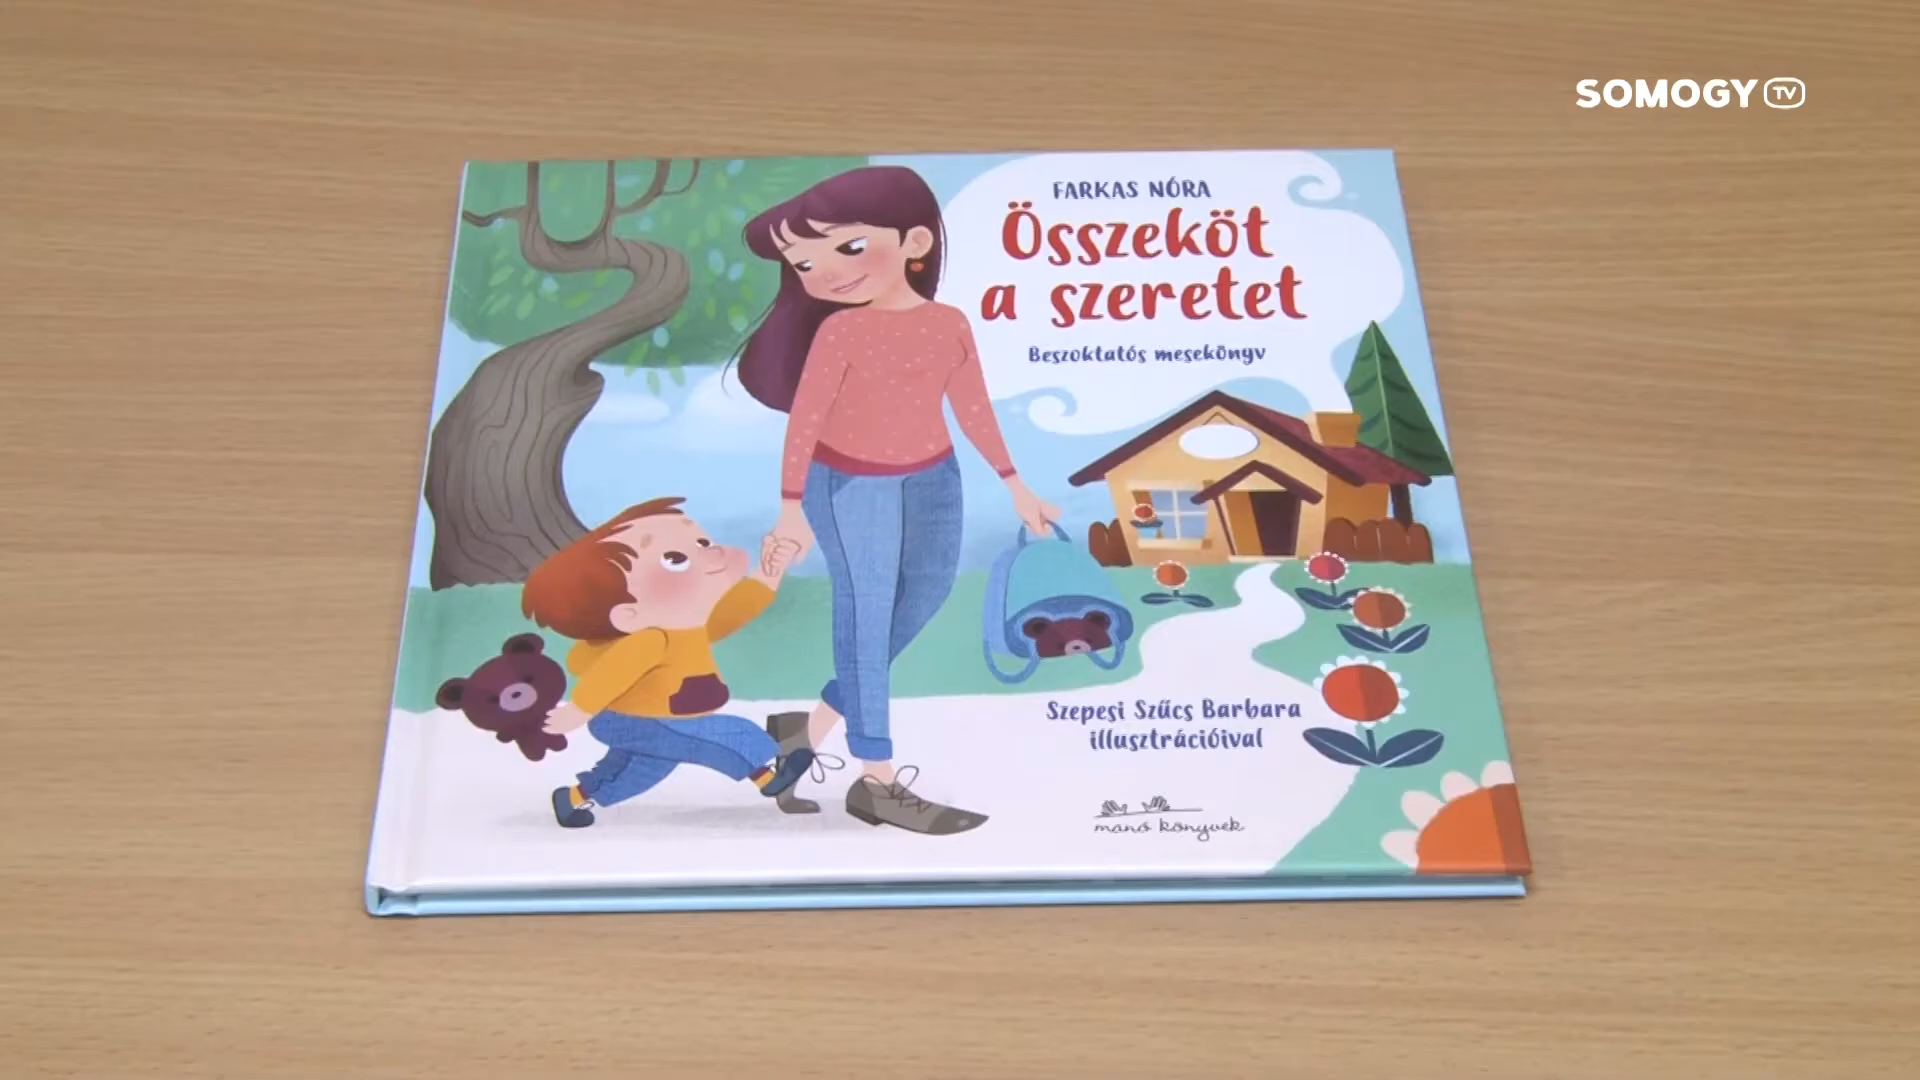 SOMOGY TV
FARKAS NÓRA
Összeköt
a szeretet
Beszoktatós mesekönyv
Szepesi Szűcs Barbara
illusztrációival
manó könyvek